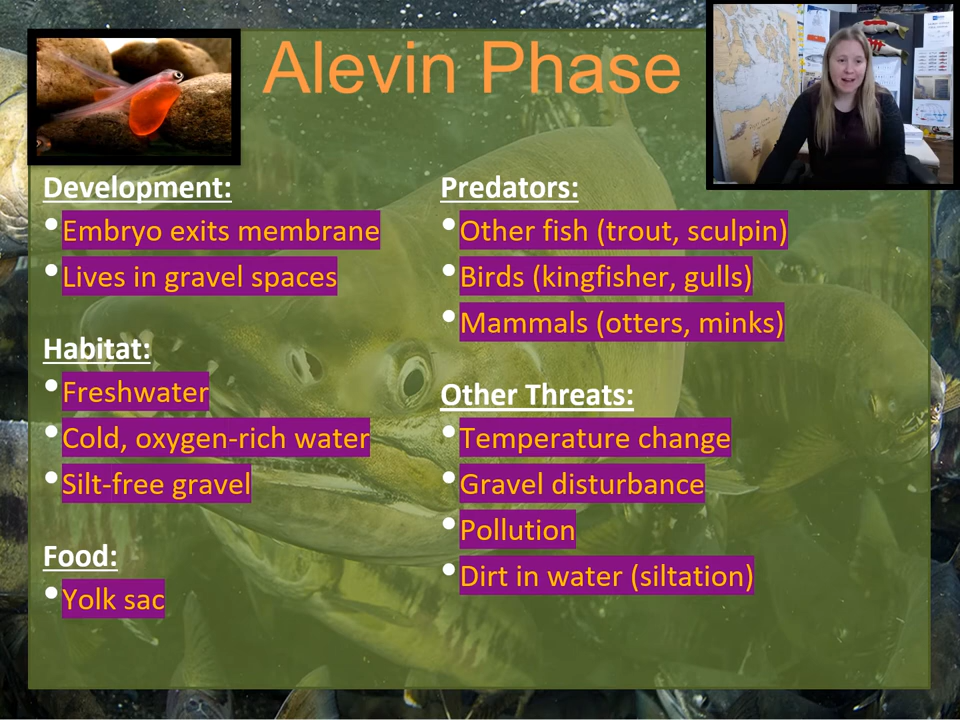 Alevin Phase
Development:
•Embryo exits membrane
•Lives in gravel spaces
Habitat:
•Freshwater
•Cold, oxygen-rich water
•Silt-free gravel
Food:
•Yolk sac
Predators:
•Other fish (trout, sculpin)
•Birds (kingfisher, gulls)
•Mammals (otters, minks)
Other Threats:
•Temperature change
•Gravel disturbance
•Pollution
•Dirt in water (siltation)